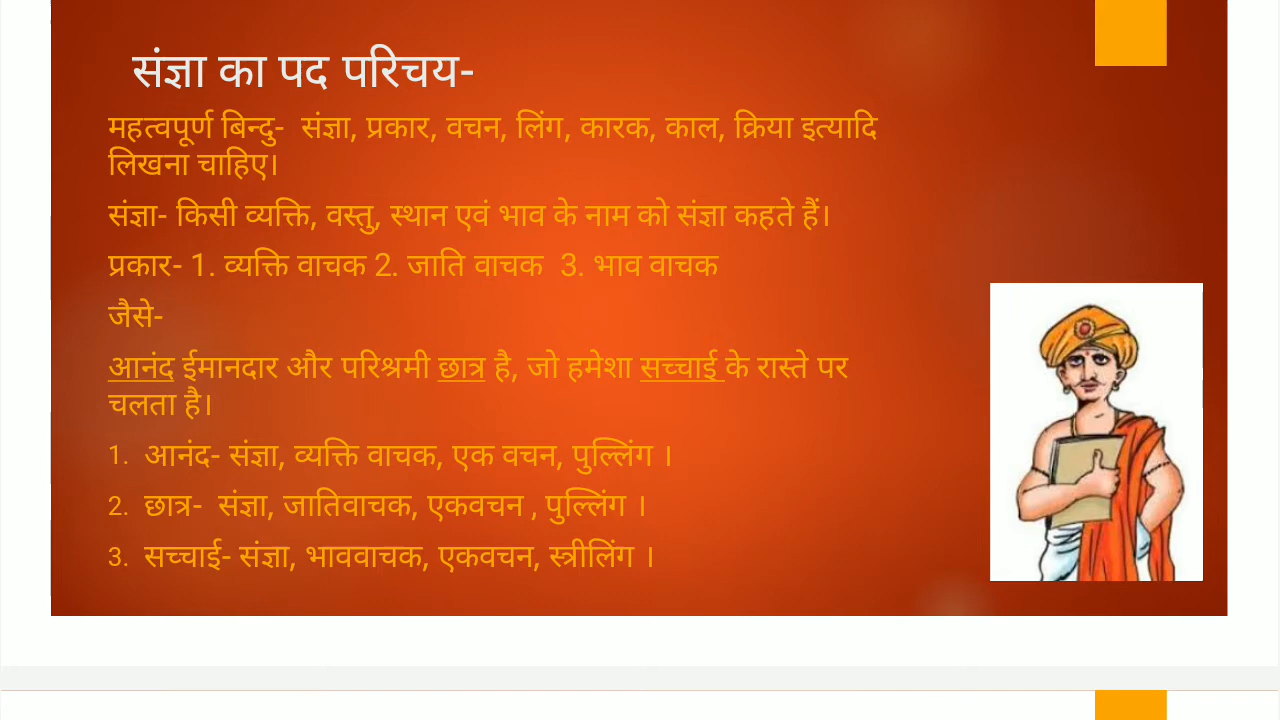 संज्ञा का पद परिचय-
महत्वपूर्ण बिन्दु-  संज्ञा, प्रकार, वचन, लिंग, कारक, काल, क्रिया इत्यादि
लिखना चाहिए।
संज्ञा- किसी व्यक्ति, वस्तु, स्थान एवं भाव के नाम को संज्ञा कहते हैं।
प्रकार- 1. व्यक्ति वाचक 2. जाति वाचक  3. भाव वाचक
जैसे-
आनंद ईमानदार और परिश्रमी छात्र है, जो हमेशा सच्चाई के रास्ते पर
चलता है।
1. आनंद- संज्ञा, व्यक्ति वाचक, एक वचन, पुल्लिंग ।
2. छात्र-  संज्ञा, जातिवाचक, एकवचन , पुल्लिंग ।
3. सच्चाई- संज्ञा, भाववाचक, एकवचन, स्त्रीलिंग ।